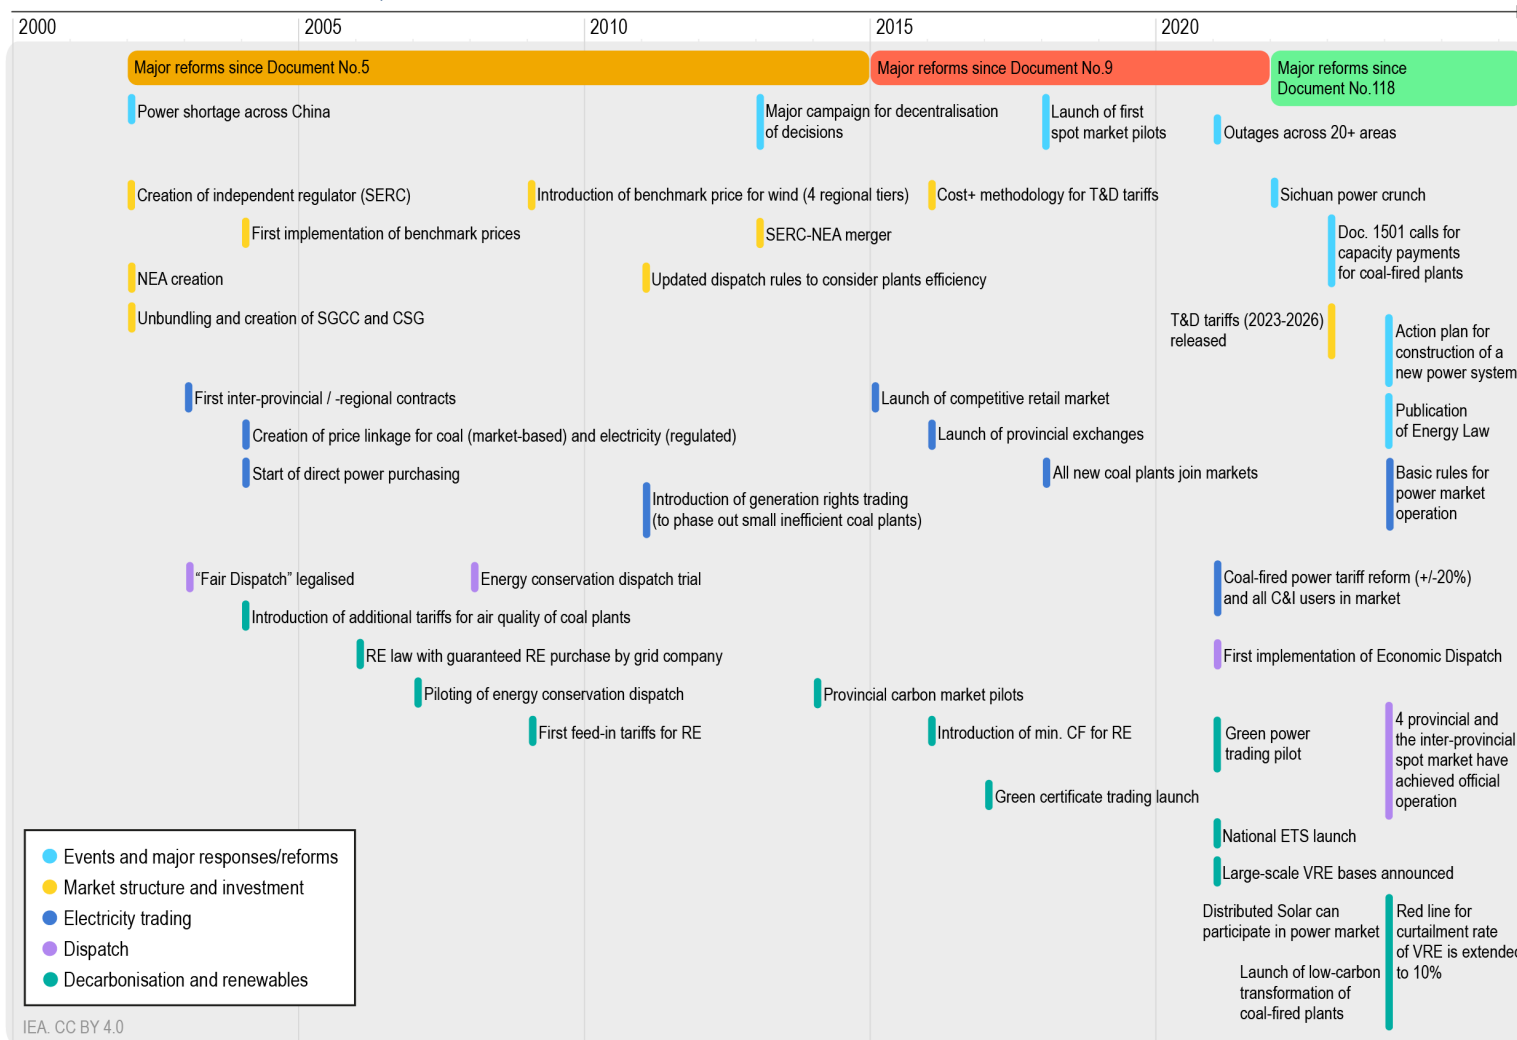 2000
2005
2010
2015
2020
Major reforms since Document No.5
Major reforms since Document No.9
Major reforms since
Document No.118
Power shortage across China
Major campaign for decentralisation
of decisions
Launch of first
spot market pilots
Outages across 20+ areas
Creation of independent regulator (SERC)
Introduction of benchmark price for wind (4 regional tiers)
Cost+ methodology for T&D tariffs
Sichuan power crunch
First implementation of benchmark prices
SERC-NEA merger
Doc. 1501 calls for
capacity payments
for coal-fired plants
NEA creation
Updated dispatch rules to consider plants efficiency
Unbundling and creation of SGCC and CSG
T&D tariffs (2023-2026)
released
Action plan for
construction of a
new power system
First inter-provincial / -regional contracts
Launch of competitive retail market
Publication
of Energy Law
Creation of price linkage for coal (market-based) and electricity (regulated)
Launch of provincial exchanges
Start of direct power purchasing
All new coal plants join markets
Basic rules for
power market
operation
Introduction of generation rights trading
(to phase out small inefficient coal plants)
“Fair Dispatch” legalised
Energy conservation dispatch trial
Coal-fired power tariff reform (+/-20%)
and all C&I users in market
Introduction of additional tariffs for air quality of coal plants
RE law with guaranteed RE purchase by grid company
First implementation of Economic Dispatch
Piloting of energy conservation dispatch
Provincial carbon market pilots
First feed-in tariffs for RE
Introduction of min. CF for RE
Green power
trading pilot
4 provincial and
the inter-provincial
spot market have
achieved official
operation
Green certificate trading launch
National ETS launch
Large-scale VRE bases announced
Distributed Solar can
participate in power market
Launch of low-carbon
transformation of
coal-fired plants
Red line for
curtailment rate
of VRE is extended
to 10%
Events and major responses/reforms
Market structure and investment
Electricity trading
Dispatch
Decarbonisation and renewables
IEA. CC BY 4.0